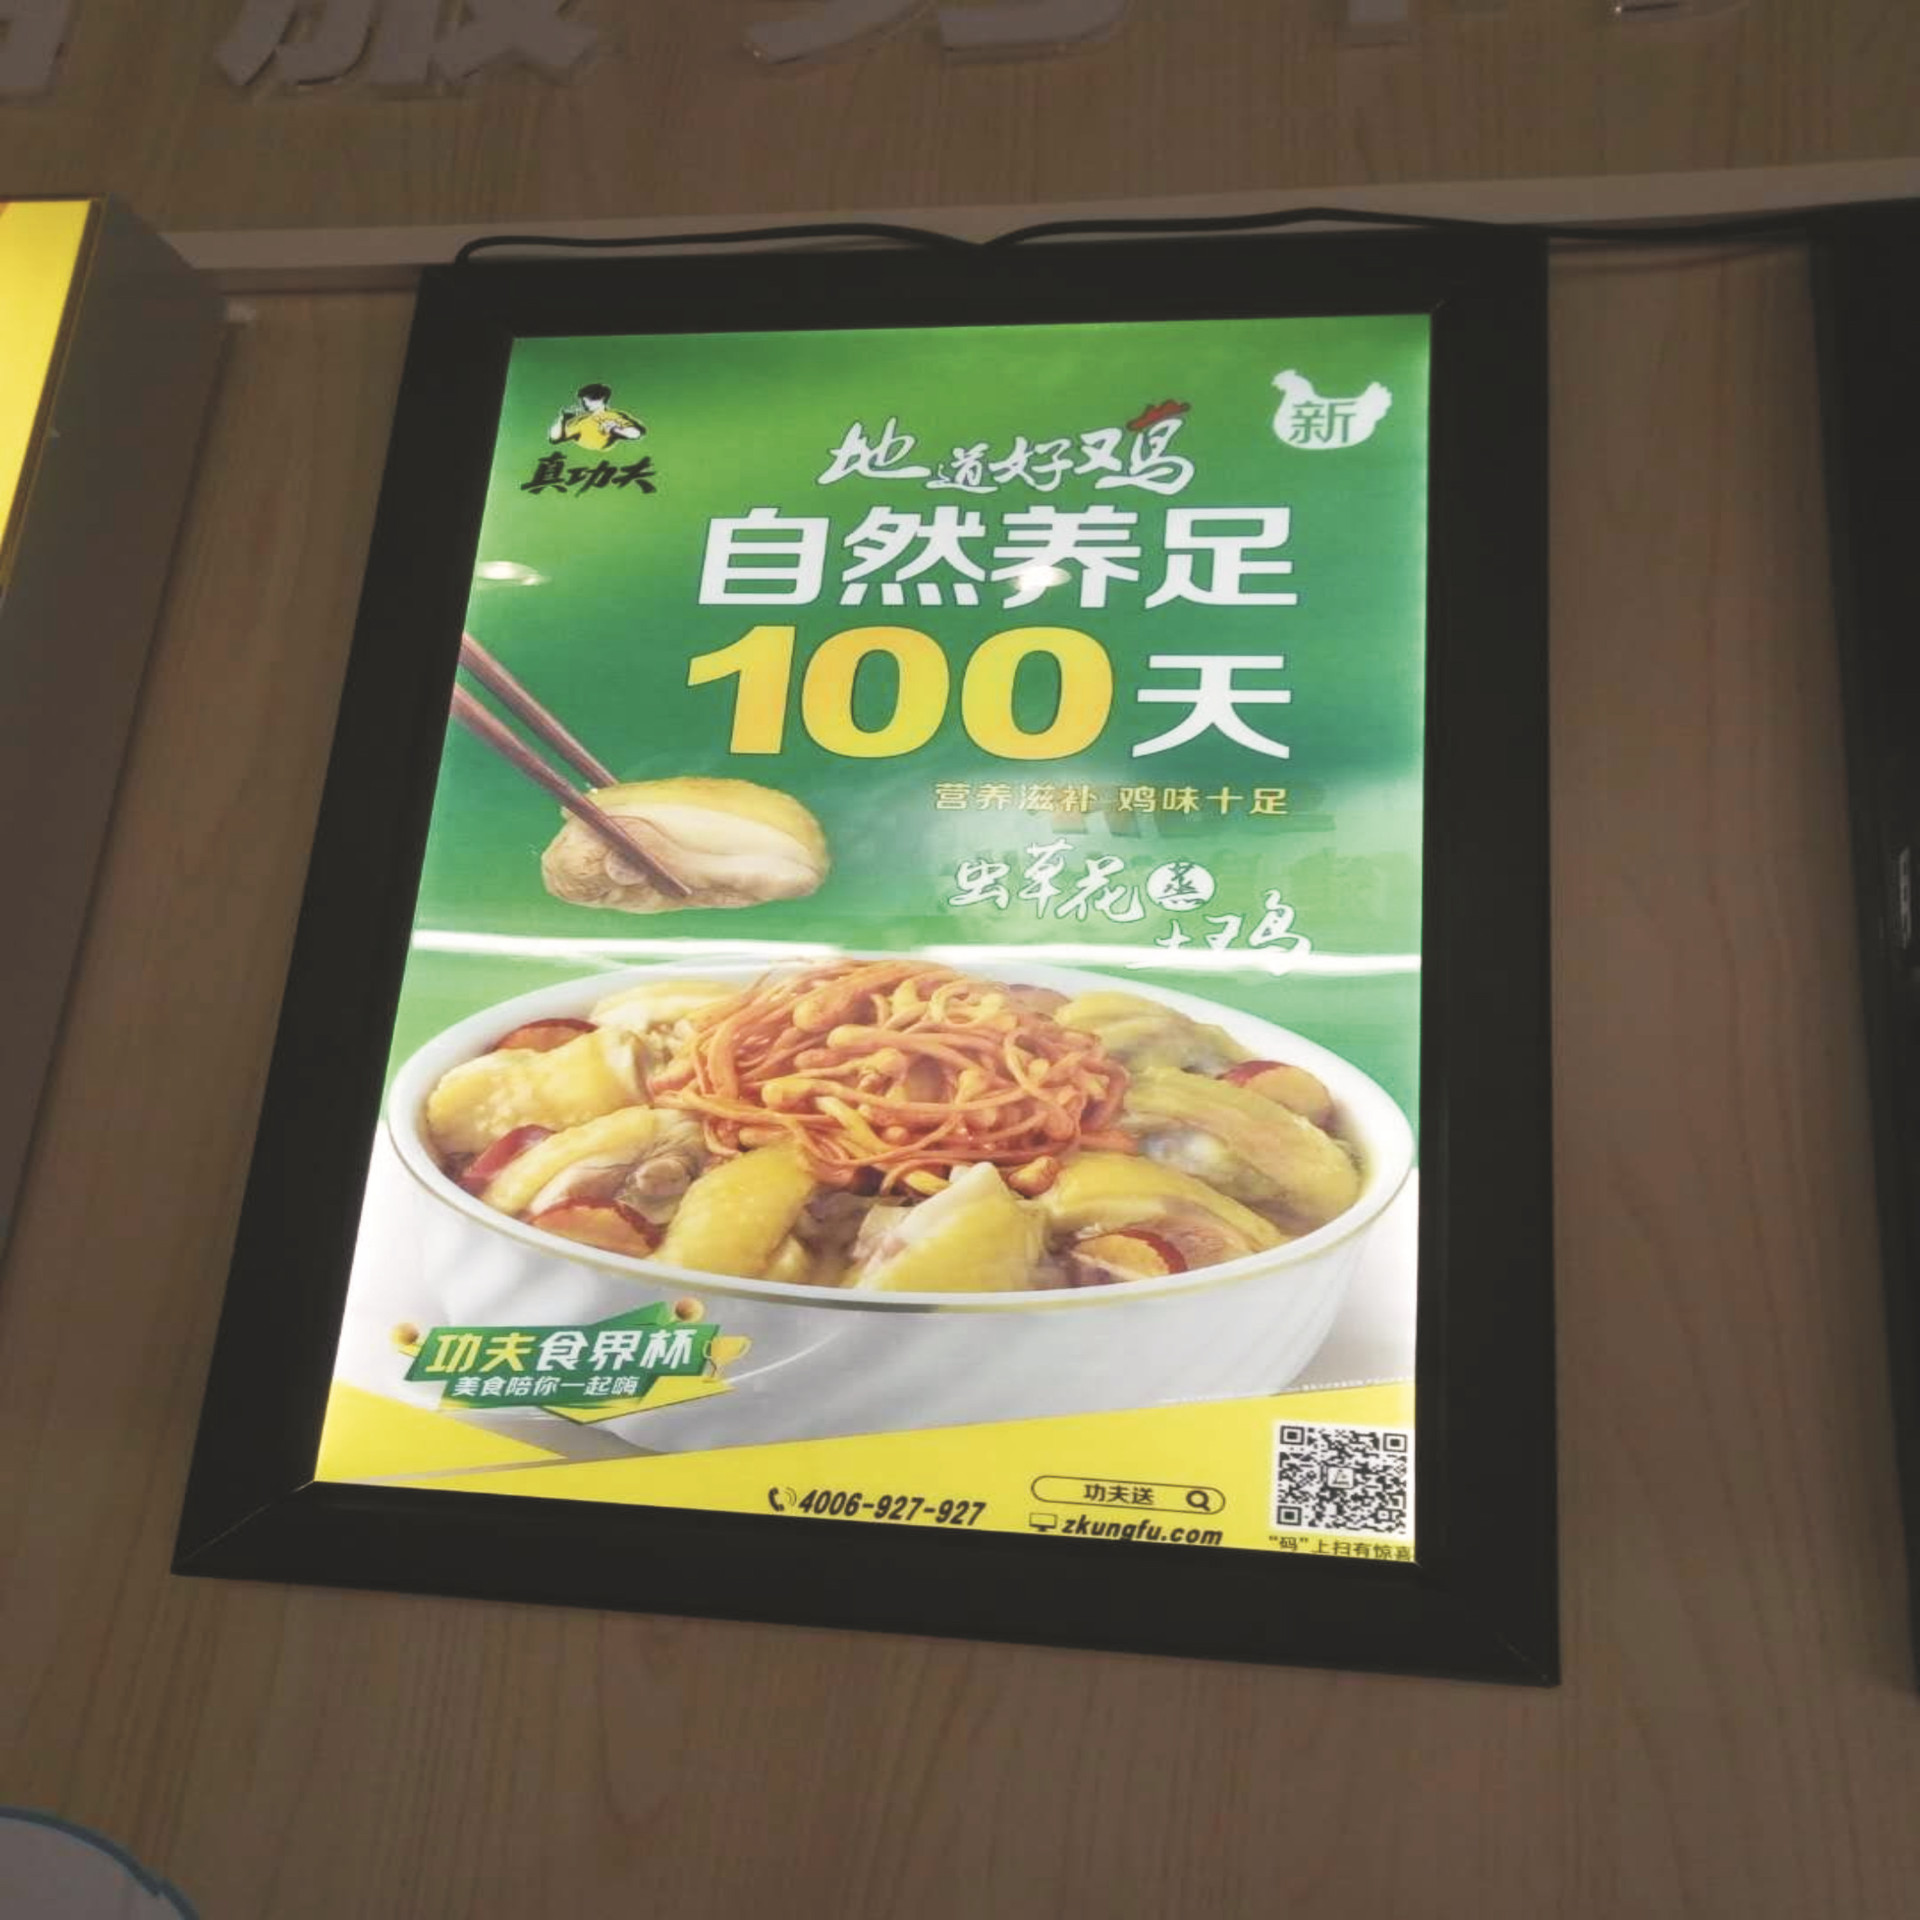 服务
新
真功夫
地道好鸡
自然养足
100天
营养滋补 鸡味十足
虫草花蒸
土鸡
功夫食界杯
美食陪你一起嗨
4006-927-927
功夫送
zkungfu.com
“码”上扫有惊喜